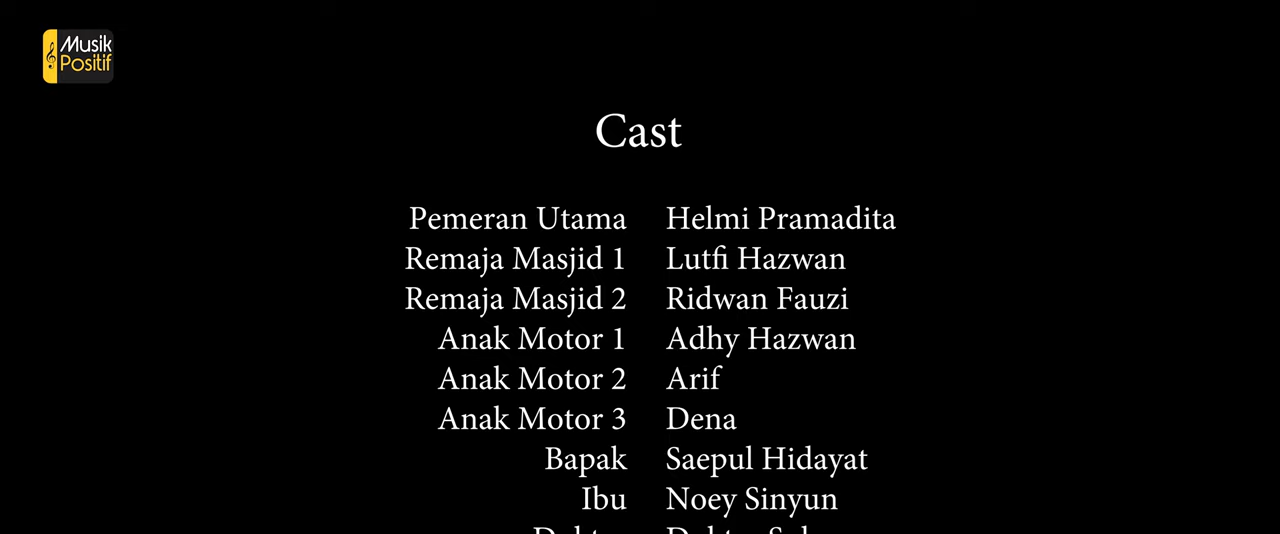 Musik
Positif
Cast
Pemeran Utama Helmi Pramadita
Remaja Masjid 1 Lutfi Hazwan
Remaja Masjid 2 Ridwan Fauzi
Anak Motor 1 Adhy Hazwan
Anak Motor 2 Arif
Anak Motor 3 Dena
Bapak Saepul Hidayat
Ibu Noey Sinyun